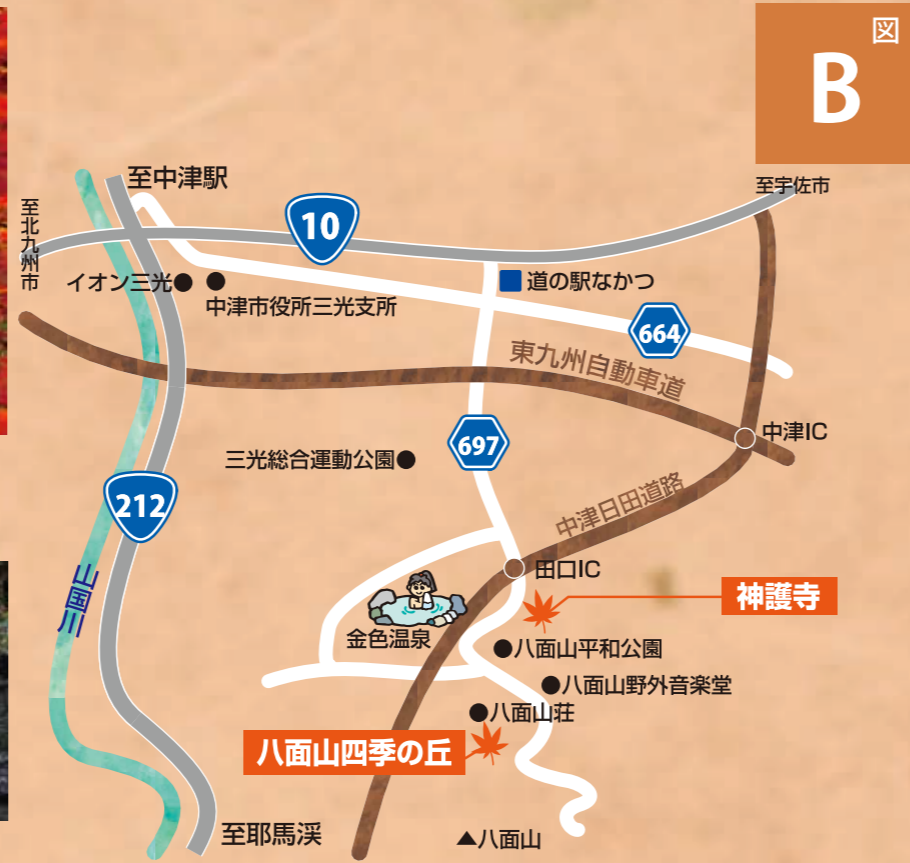 図
B
至中津駅
至宇佐市
至北九州市
10
イオン三光
中津市役所三光支所
道の駅なかつ
664
東九州自動車道
中津IC
697
三光総合運動公園
212
中津日田道路
田口IC
山国川
神護寺
金色温泉
八面山平和公園
八面山野外音楽堂
八面山荘
八面山四季の丘
至耶馬渓
▲八面山